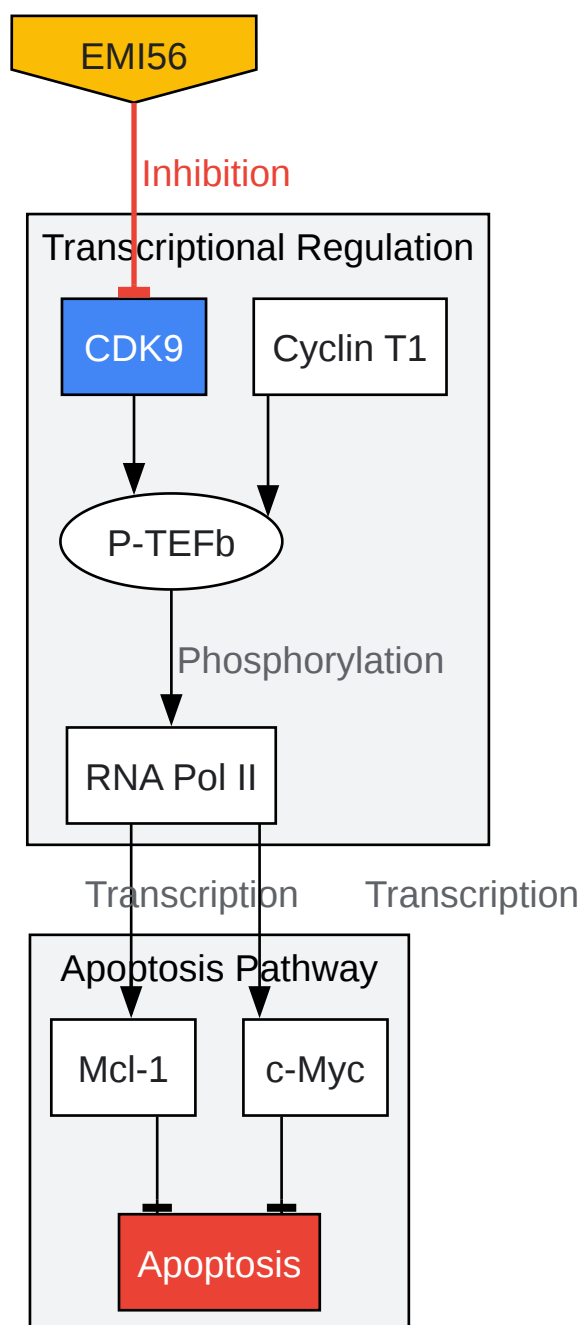 EMI56
Inhibition
Transcriptional Regulation
CDK9
Cyclin T1
P-TEFb
Phosphorylation
RNA Pol II
Transcription
Transcription
Apoptosis Pathway
Mcl-1
c-Myc
Apoptosis